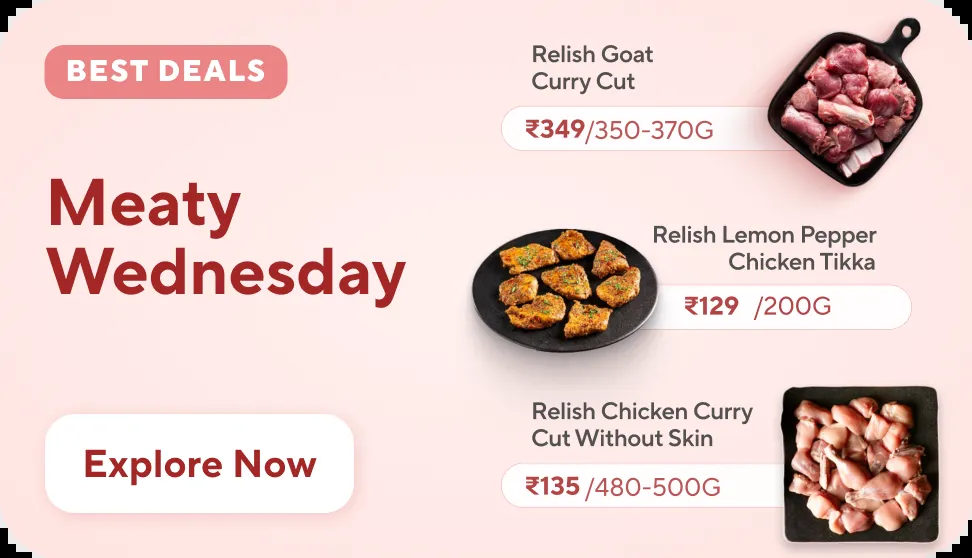 BEST DEALS
Meaty
Wednesday
Explore Now
Relish Goat
Curry Cut
₹349/350-370G
Relish Lemon Pepper
Chicken Tikka
₹129 /200G
Relish Chicken Curry
Cut Without Skin
₹135 /480-500G